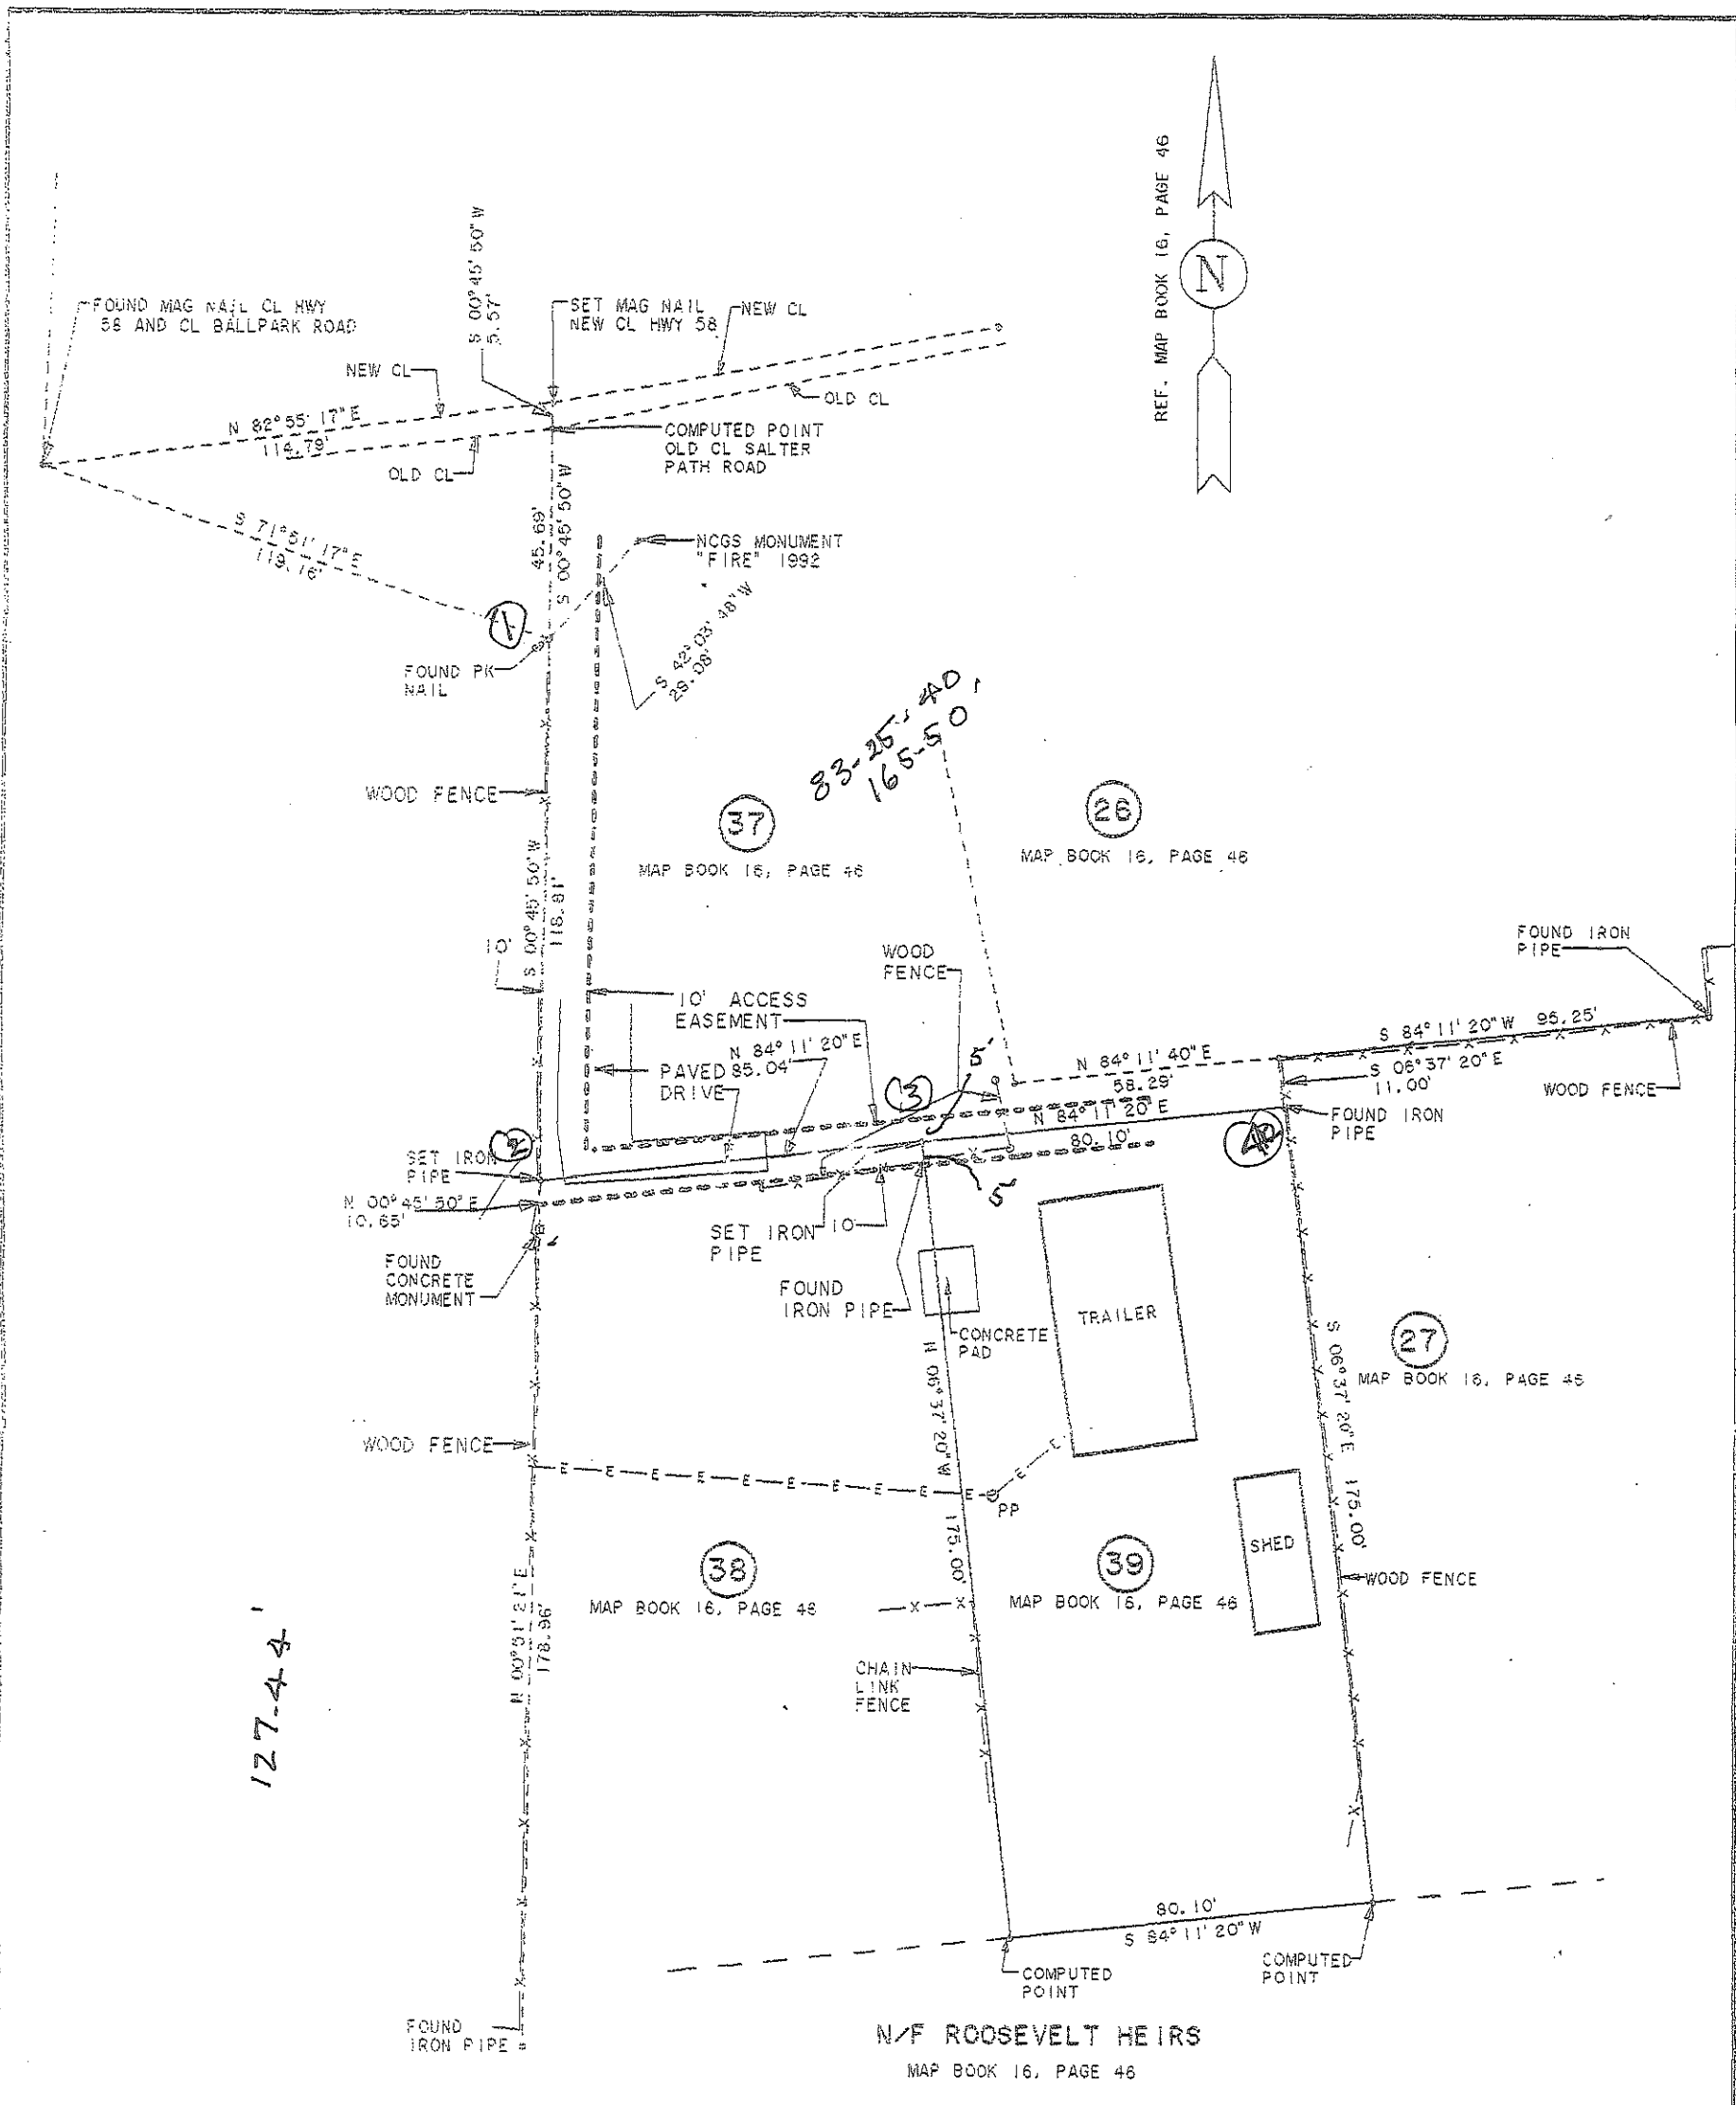 REF. MAP BOOK 16, PAGE 46
N
FOUND MAG NAIL CL HWY
58 AND CL BALLPARK ROAD
S 00°45'50"W
5.57'
SET MAG NAIL
NEW CL HWY 58
NEW CL
NEW CL
OLD CL
N 82°55'17"E
114.79'
OLD CL
COMPUTED POINT
OLD CL SALTER
PATH ROAD
S 71°51'17"E
119.16'
45.69'
S 00°45'50"W
NCGS MONUMENT
"FIRE" 1992
1
FOUND PK
NAIL
S 42°03'48"W
29.08'
83-25-40,
165-50'
WOOD FENCE
37
MAP BOOK 16, PAGE 46
26
MAP BOOK 16, PAGE 46
S 00°45'50"W
118.81'
10'
WOOD
FENCE
FOUND IRON
PIPE
10' ACCESS
EASEMENT
N 84°11'20"E
85.04'
PAVED
DRIVE
5'
3
N 84°11'40"E
58.29'
S 84°11'20"W 95.25'
S 06°37'20"E
11.00'
WOOD FENCE
N 84°11'20"E
80.10'
FOUND IRON
PIPE
2
SET IRON
PIPE
N 00°45'50"E
10.65'
5'
SET IRON
PIPE
10'
FOUND
CONCRETE
MONUMENT
FOUND
IRON PIPE
CONCRETE
PAD
TRAILER
27
MAP BOOK 16, PAGE 46
N 06°37'20"W 175.00'
S 06°37'20"E 175.00'
WOOD FENCE
PP
SHED
38
MAP BOOK 16, PAGE 46
39
MAP BOOK 16, PAGE 46
WOOD FENCE
N 00°51'21"E
178.96'
127.44'
CHAIN
LINK
FENCE
80.10'
S 84°11'20"W
COMPUTED
POINT
COMPUTED
POINT
FOUND
IRON PIPE
N/F ROOSEVELT HEIRS
MAP BOOK 16, PAGE 46